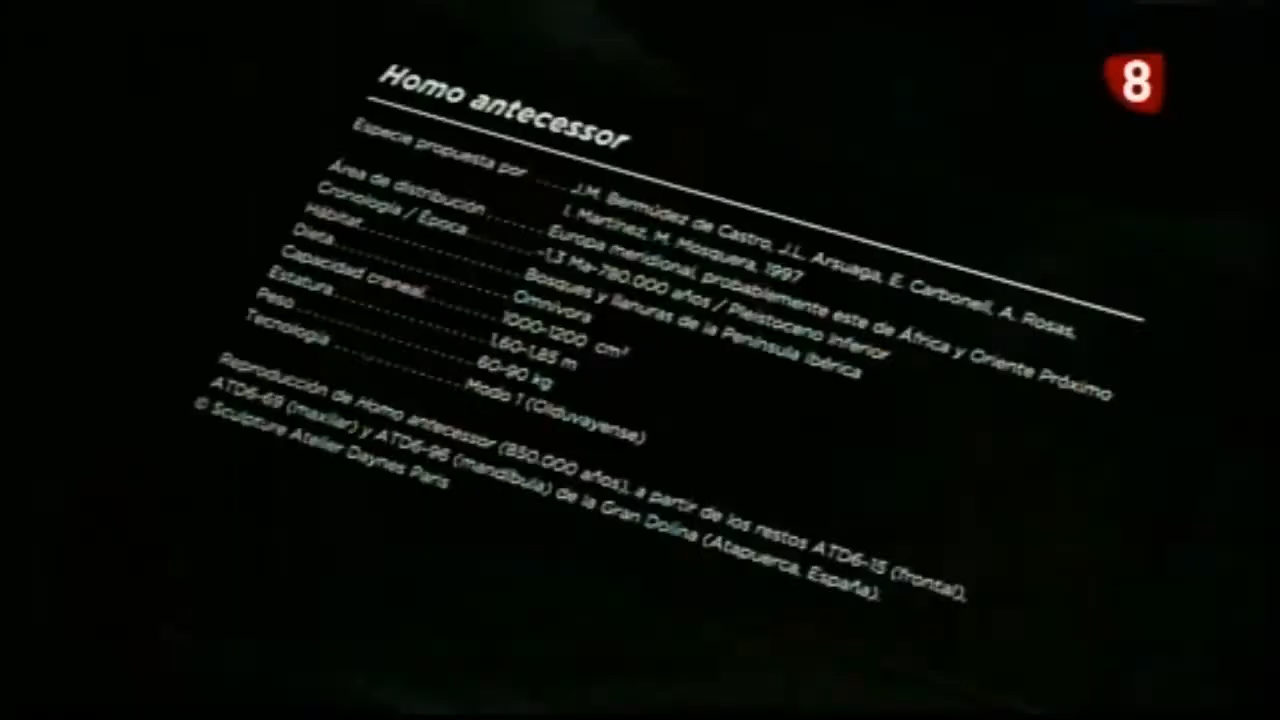 8
Homo antecessor
Especie propuesta por ..... J.M. Bermúdez de Castro, J.L. Arsuaga, E. Carbonell, A. Rosas,
I. Martínez, M. Mosquera, 1997
Área de distribución ........ Europa meridional, probablemente este de África y Oriente Próximo
Cronología / Época .......... -1,3 Ma-780.000 años / Pleistoceno Inferior
Hábitat ...................... Bosques y llanuras de la Península Ibérica
Dieta ........................ Omnívora
Capacidad craneal ............ 1000-1200 cm³
Estatura ..................... 1,60-1,85 m
Peso ......................... 60-90 kg
Tecnología ................... Modo 1 (Olduvayense)
Reproducción de Homo antecessor (850.000 años), a partir de los restos ATD6-15 (frontal),
ATD6-69 (maxilar) y ATD6-96 (mandíbula) de la Gran Dolina (Atapuerca, España).
© Sculpture Atelier Daynes Paris